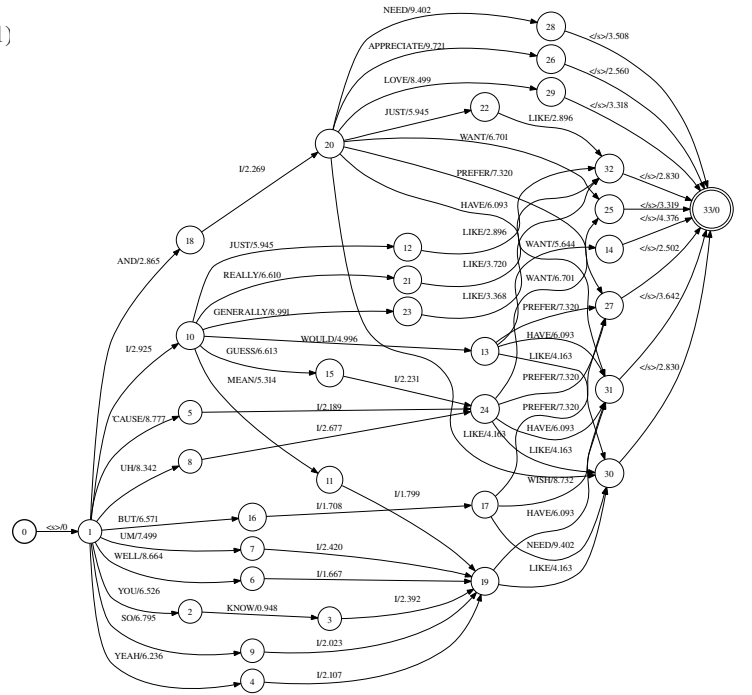 1)
NEED/9.402
28
</s>/3.508
APPRECIATE/9.721
26
</s>/2.560
LOVE/8.499
29
</s>/3.318
JUST/5.945
22
LIKE/2.896
20
WANT/6.701
32
</s>/2.830
I/2.269
PREFER/7.320
33/0
HAVE/6.093
25
</s>/3.319
</s>/4.376
18
LIKE/2.896
WANT/5.644
14
JUST/5.945
12
</s>/2.502
AND/2.865
LIKE/3.720
REALLY/6.610
21
WANT/6.701
</s>/3.642
LIKE/3.368
27
GENERALLY/8.991
23
PREFER/7.320
I/2.925
10
WOULD/4.996
HAVE/6.093
13
GUESS/6.613
LIKE/4.163
</s>/2.830
15
MEAN/5.314
I/2.231
PREFER/7.320
31
'CAUSE/8.777
5
I/2.189
24
PREFER/7.320
HAVE/6.093
I/2.677
LIKE/4.163
UH/8.342
8
LIKE/4.163
30
11
WISH/8.732
I/1.799
BUT/6.571
16
I/1.708
17
HAVE/6.093
<s>/0
0
1
UM/7.499
7
I/2.420
NEED/9.402
WELL/8.664
6
I/1.667
19
LIKE/4.163
YOU/6.526
2
KNOW/0.948
3
I/2.392
SO/6.795
9
I/2.023
YEAH/6.236
4
I/2.107